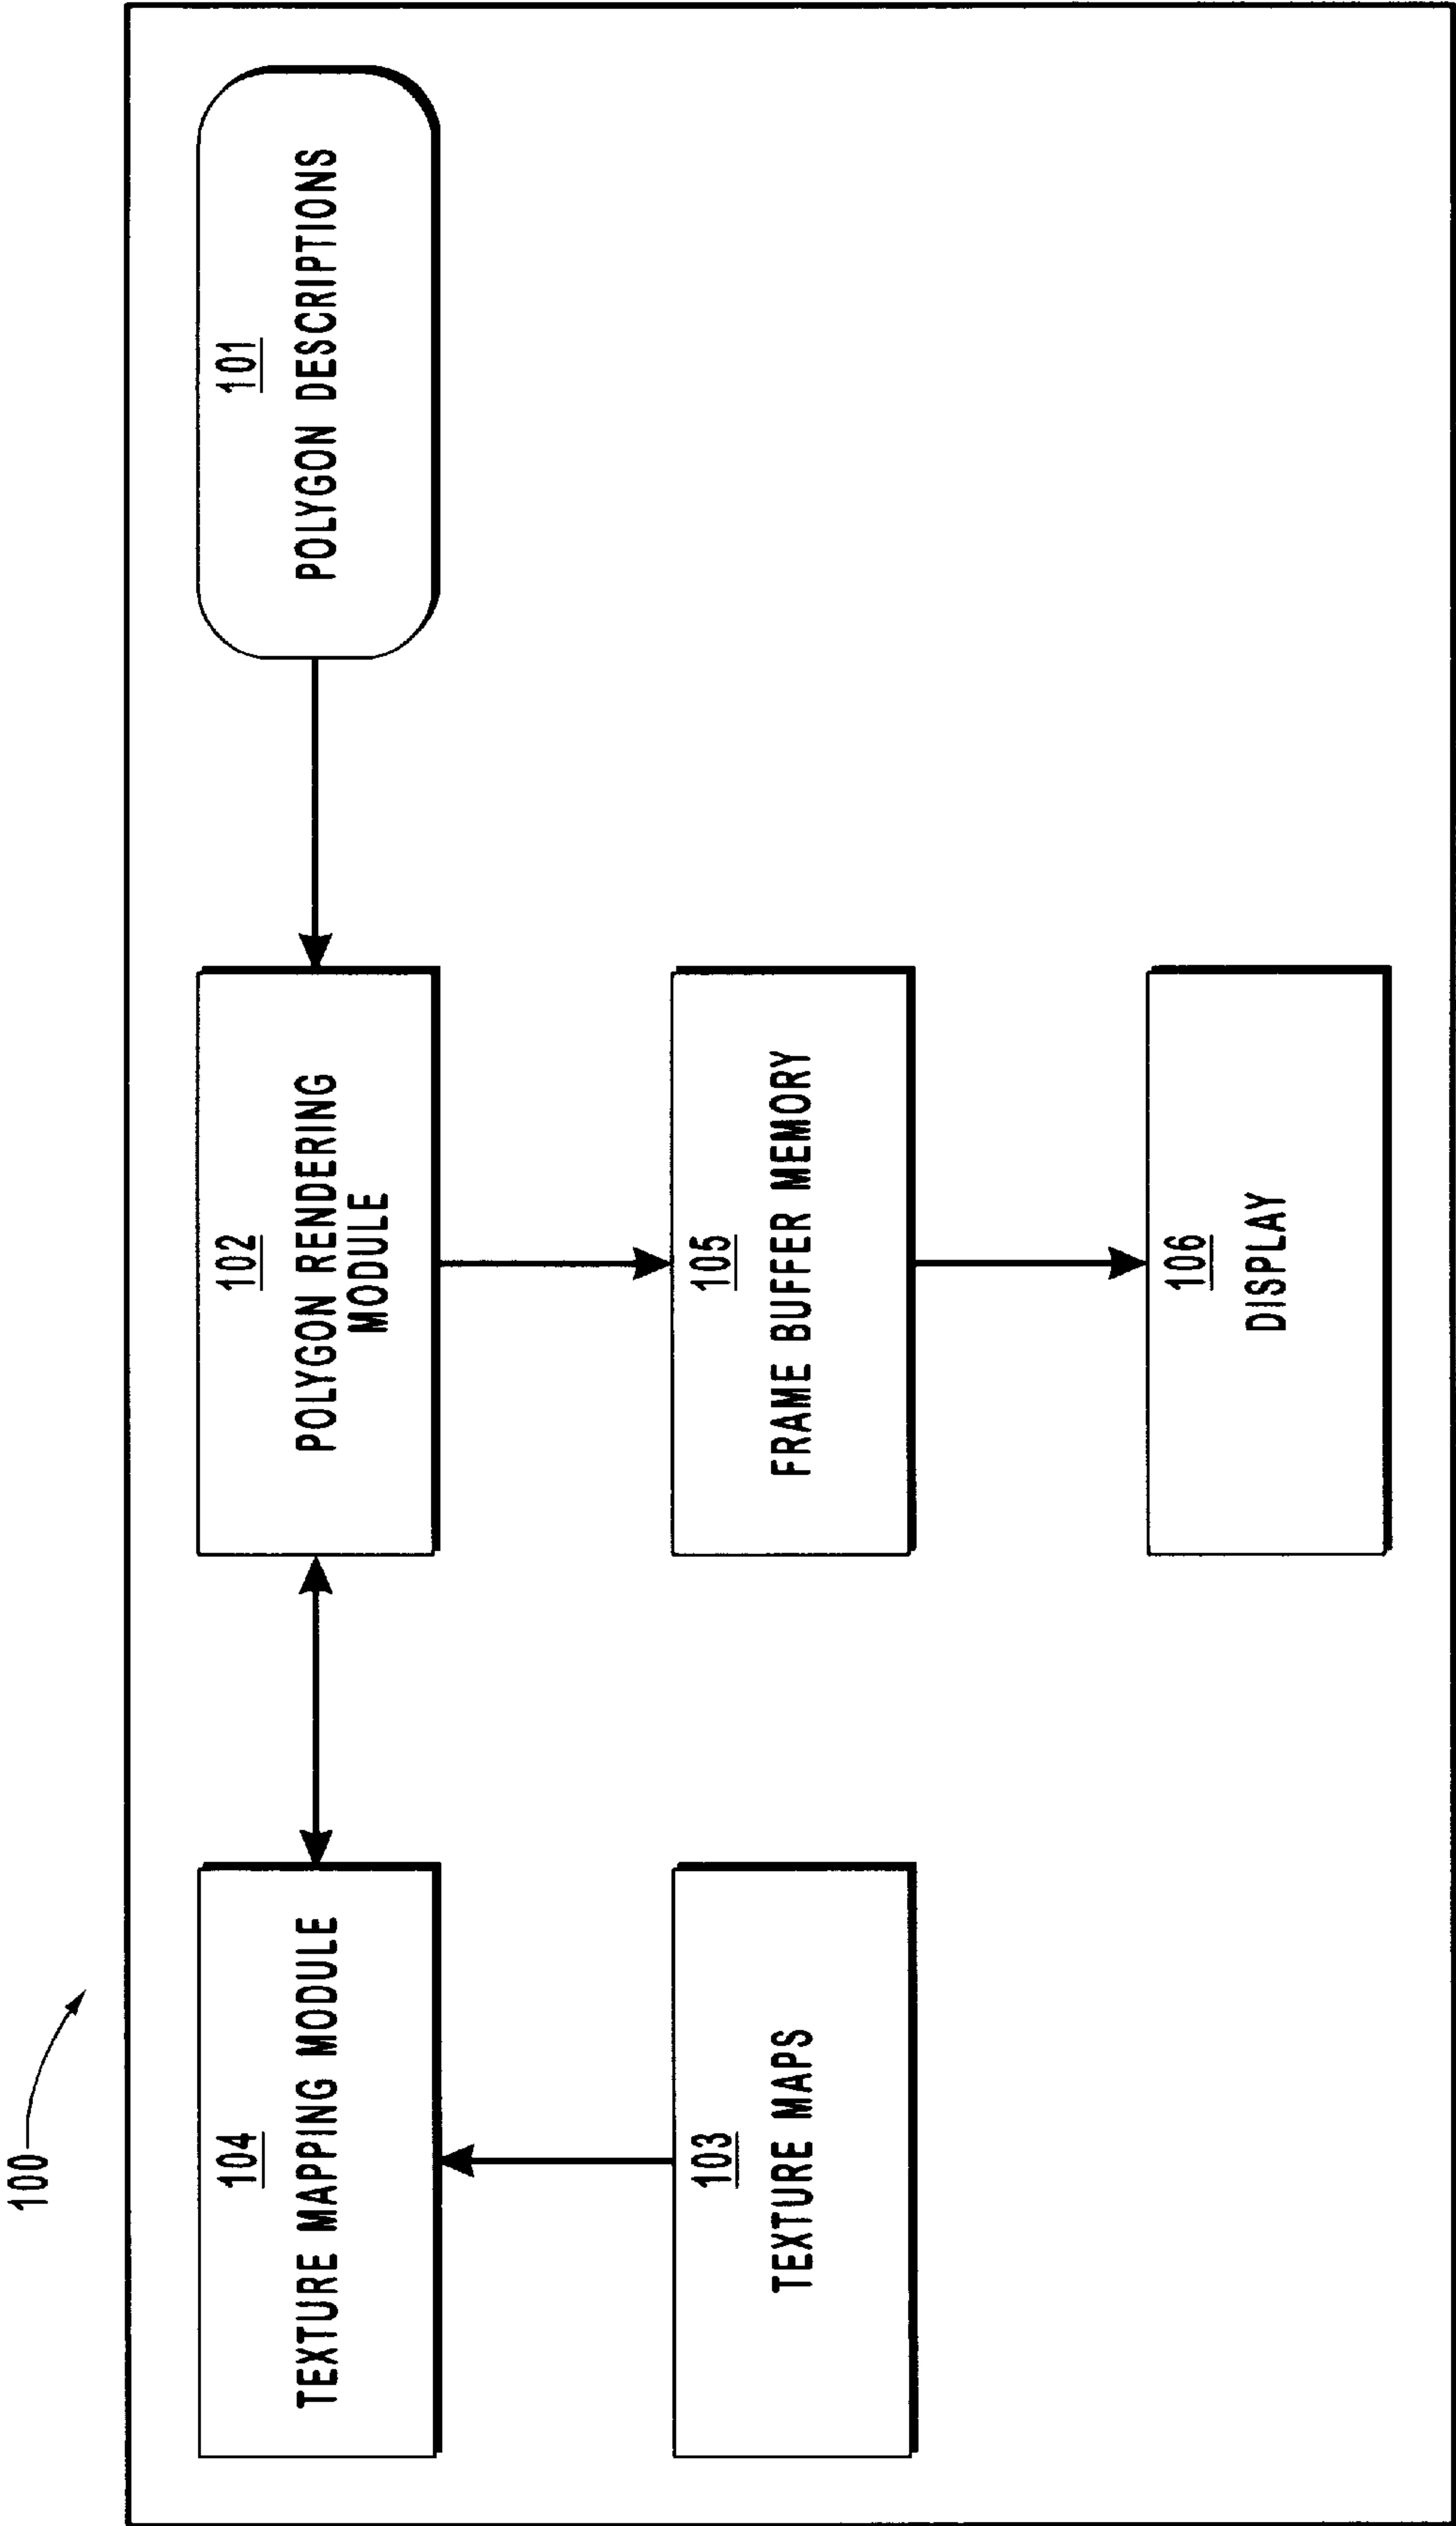 100
104
TEXTURE MAPPING MODULE
102
POLYGON RENDERING
MODULE
101
POLYGON DESCRIPTIONS
103
TEXTURE MAPS
105
FRAME BUFFER MEMORY
106
DISPLAY